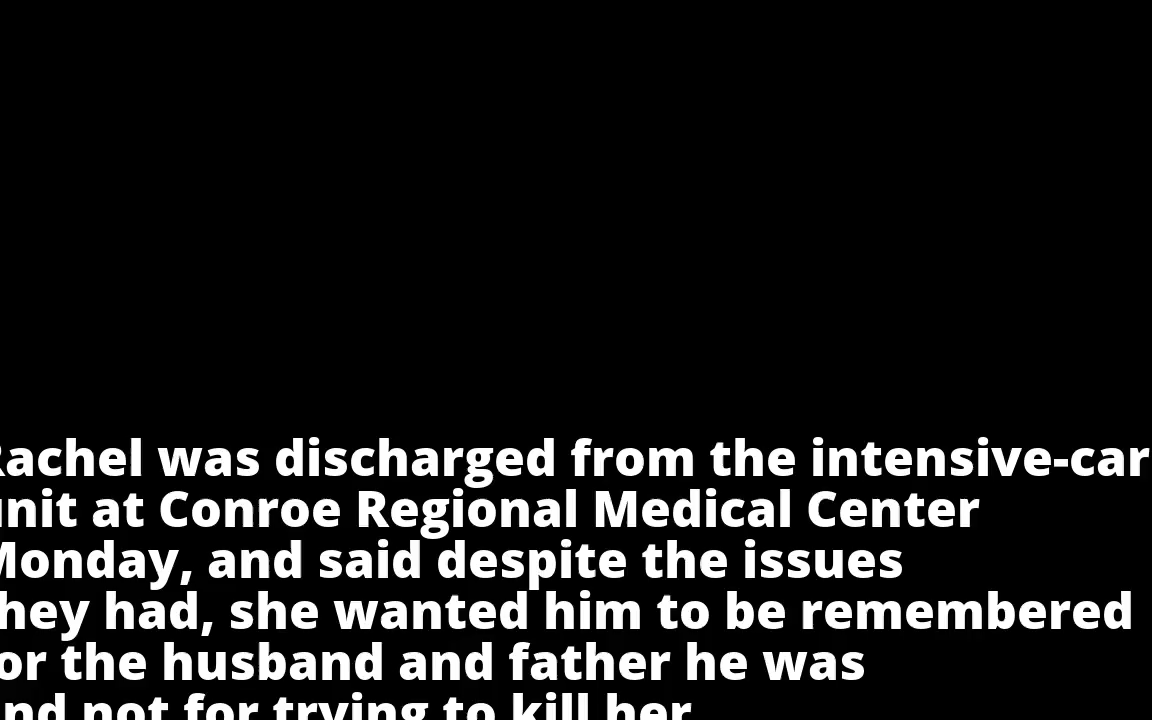 Rachel was discharged from the intensive-car
unit at Conroe Regional Medical Center
Monday, and said despite the issues
they had, she wanted him to be remembered
for the husband and father he was
and not for trying to kill her